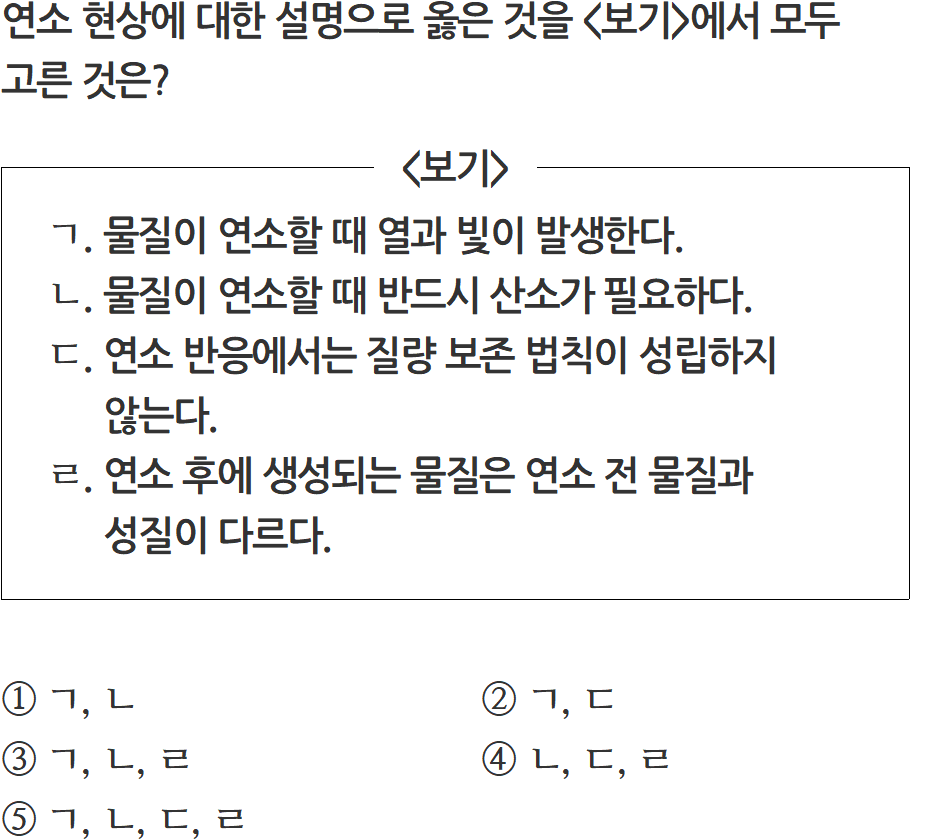 연소 현상에 대한 설명으로 옳은 것을 <보기>에서 모두
고른 것은?
<보기>
ㄱ. 물질이 연소할 때 열과 빛이 발생한다.
ㄴ. 물질이 연소할 때 반드시 산소가 필요하다.
ㄷ. 연소 반응에서는 질량 보존 법칙이 성립하지
않는다.
ㄹ. 연소 후에 생성되는 물질은 연소 전 물질과
성질이 다르다.
① ㄱ, ㄴ ② ㄱ, ㄷ
③ ㄱ, ㄴ, ㄹ ④ ㄴ, ㄷ, ㄹ
⑤ ㄱ, ㄴ, ㄷ, ㄹ